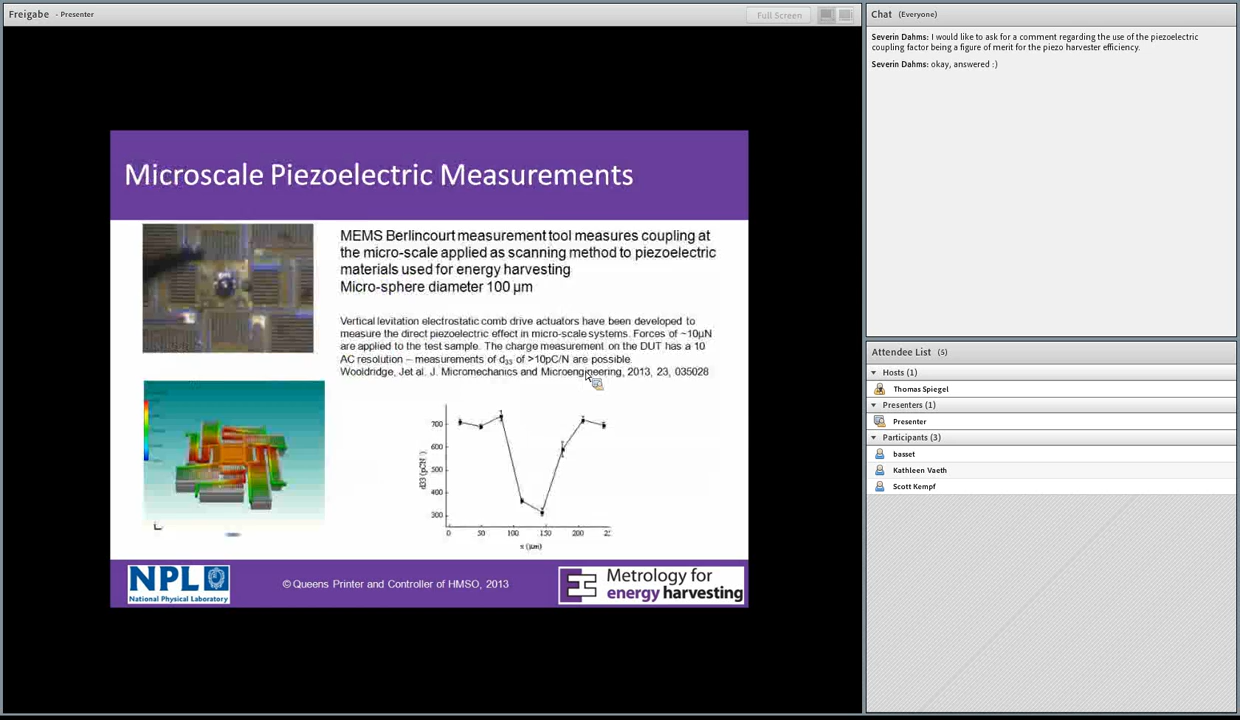 Freigabe - Presenter
Full Screen
Microscale Piezoelectric Measurements
MEMS Berlincourt measurement tool measures coupling at
the micro-scale applied as scanning method to piezoelectric
materials used for energy harvesting
Micro-sphere diameter 100 µm
Vertical levitation electrostatic comb drive actuators have been developed to
measure the direct piezoelectric effect in micro-scale systems. Forces of ~10µN
are applied to the test sample. The charge measurement on the DUT has a 10
AC resolution – measurements of d₃₃ of >10pC/N are possible.
Wooldridge, Jet al. J. Micromechanics and Microengineering, 2013, 23, 035028
700
600
500
400
300
d33 (pCN⁻¹)
0 50 100 150 200
x (µm)
NPL
National Physical Laboratory
© Queens Printer and Controller of HMSO, 2013
Metrology for
energy harvesting
Chat (Everyone)
Severin Dahms: I would like to ask for a comment regarding the use of the piezoelectric
coupling factor being a figure of merit for the piezo harvester efficiency.
Severin Dahms: okay, answered :)
Attendee List (5)
Hosts (1)
Thomas Spiegel
Presenters (1)
Presenter
Participants (3)
basset
Kathleen Vaeth
Scott Kempf